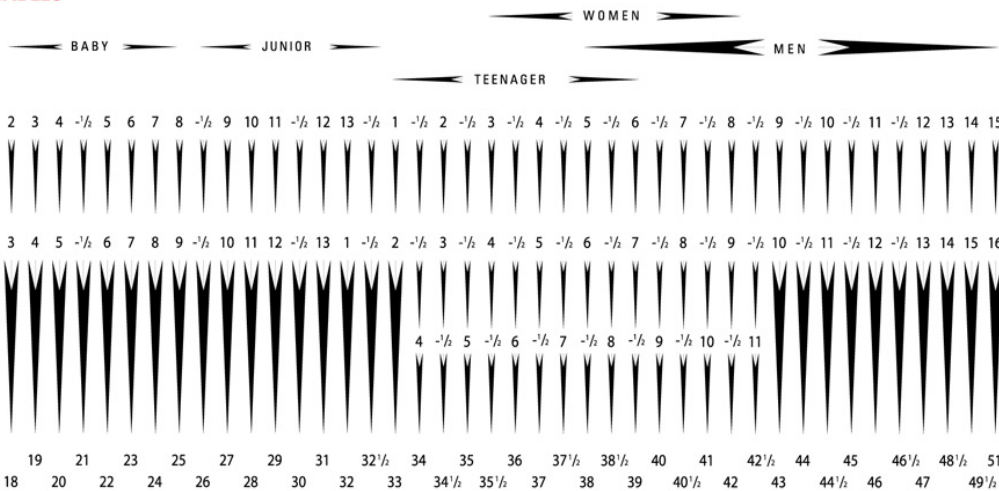 WOMEN
BABY JUNIOR MEN
TEENAGER
2 3 4 -½ 5 6 7 8 -½ 9 10 11 -½ 12 13 -½ 1 -½ 2 -½ 3 -½ 4 -½ 5 -½ 6 -½ 7 -½ 8 -½ 9 -½ 10 -½ 11 -½ 12 13 14 15
3 4 5 -½ 6 7 8 9 -½ 10 11 12 -½ 13 1 -½ 2 -½ 3 -½ 4 -½ 5 -½ 6 -½ 7 -½ 8 -½ 9 -½ 10 -½ 11 -½ 12 -½ 13 14 15 16
4 -½ 5 -½ 6 -½ 7 -½ 8 -½ 9 -½ 10 -½ 11
19 21 23 25 27 29 31 32½ 34 35 36 37½ 38½ 40 41 42½ 44 45 46½ 48½ 51
18 20 22 24 26 28 30 32 33 34½ 35½ 37 38 39 40½ 42 43 44½ 46 47 49½